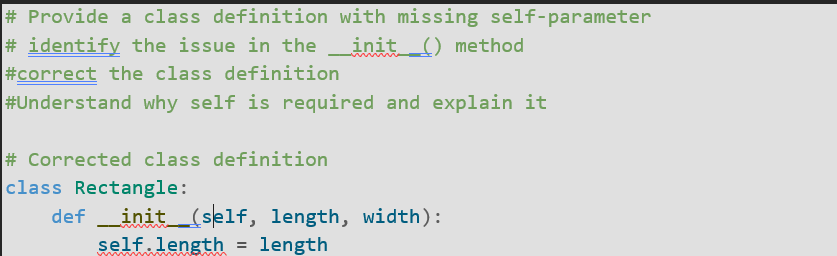 # Provide a class definition with missing self-parameter
# identify the issue in the __init__() method
#correct the class definition
#Understand why self is required and explain it
# Corrected class definition
class Rectangle:
    def __init__(self, length, width):
        self.length = length